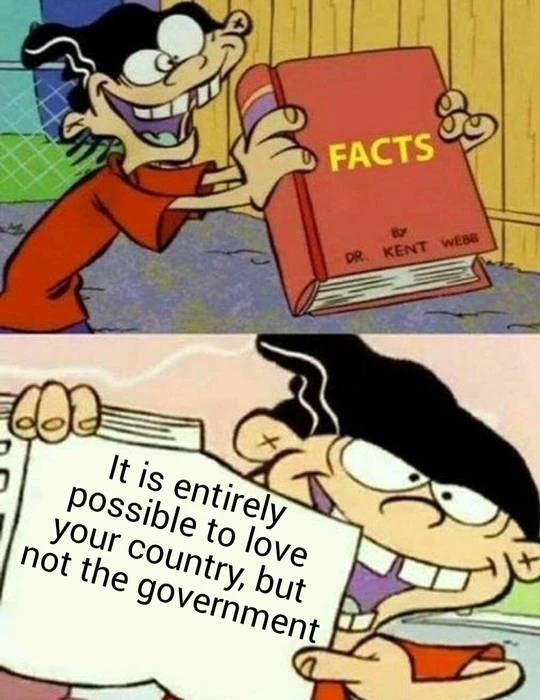 FACTS
By
DR. KENT WEBB
It is entirely
possible to love
your country, but
not the government